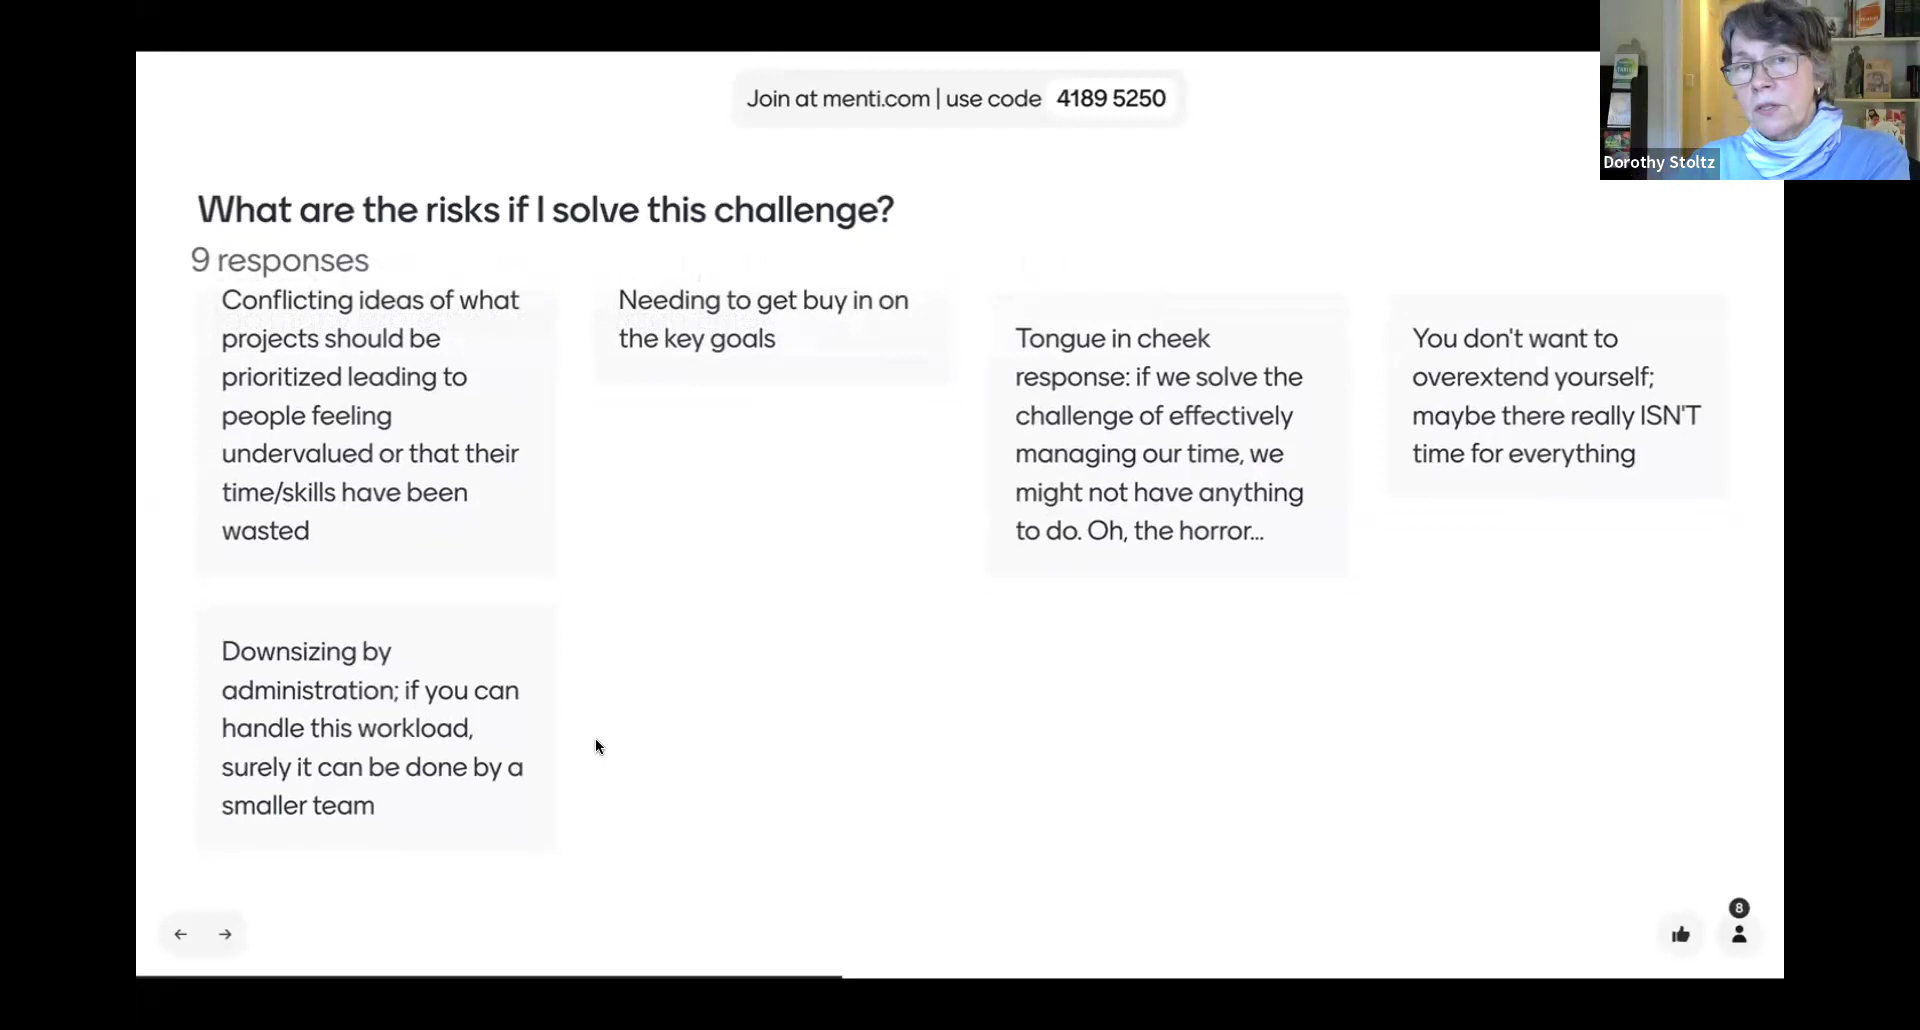 Join at menti.com | use code 4189 5250
Dorothy Stoltz
What are the risks if I solve this challenge?
9 responses
Conflicting ideas of what
projects should be
prioritized leading to
people feeling
undervalued or that their
time/skills have been
wasted
Downsizing by
administration; if you can
handle this workload,
surely it can be done by a
smaller team
Needing to get buy in on
the key goals
Tongue in cheek
response: if we solve the
challenge of effectively
managing our time, we
might not have anything
to do. Oh, the horror...
You don't want to
overextend yourself;
maybe there really ISN'T
time for everything
8